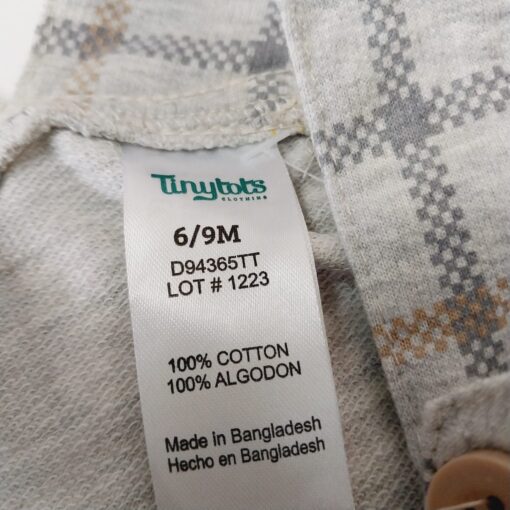 Tinytots
CLOTHING
6/9M
D94365TT
LOT # 1223
100% COTTON
100% ALGODON
Made in Bangladesh
Hecho en Bangladesh